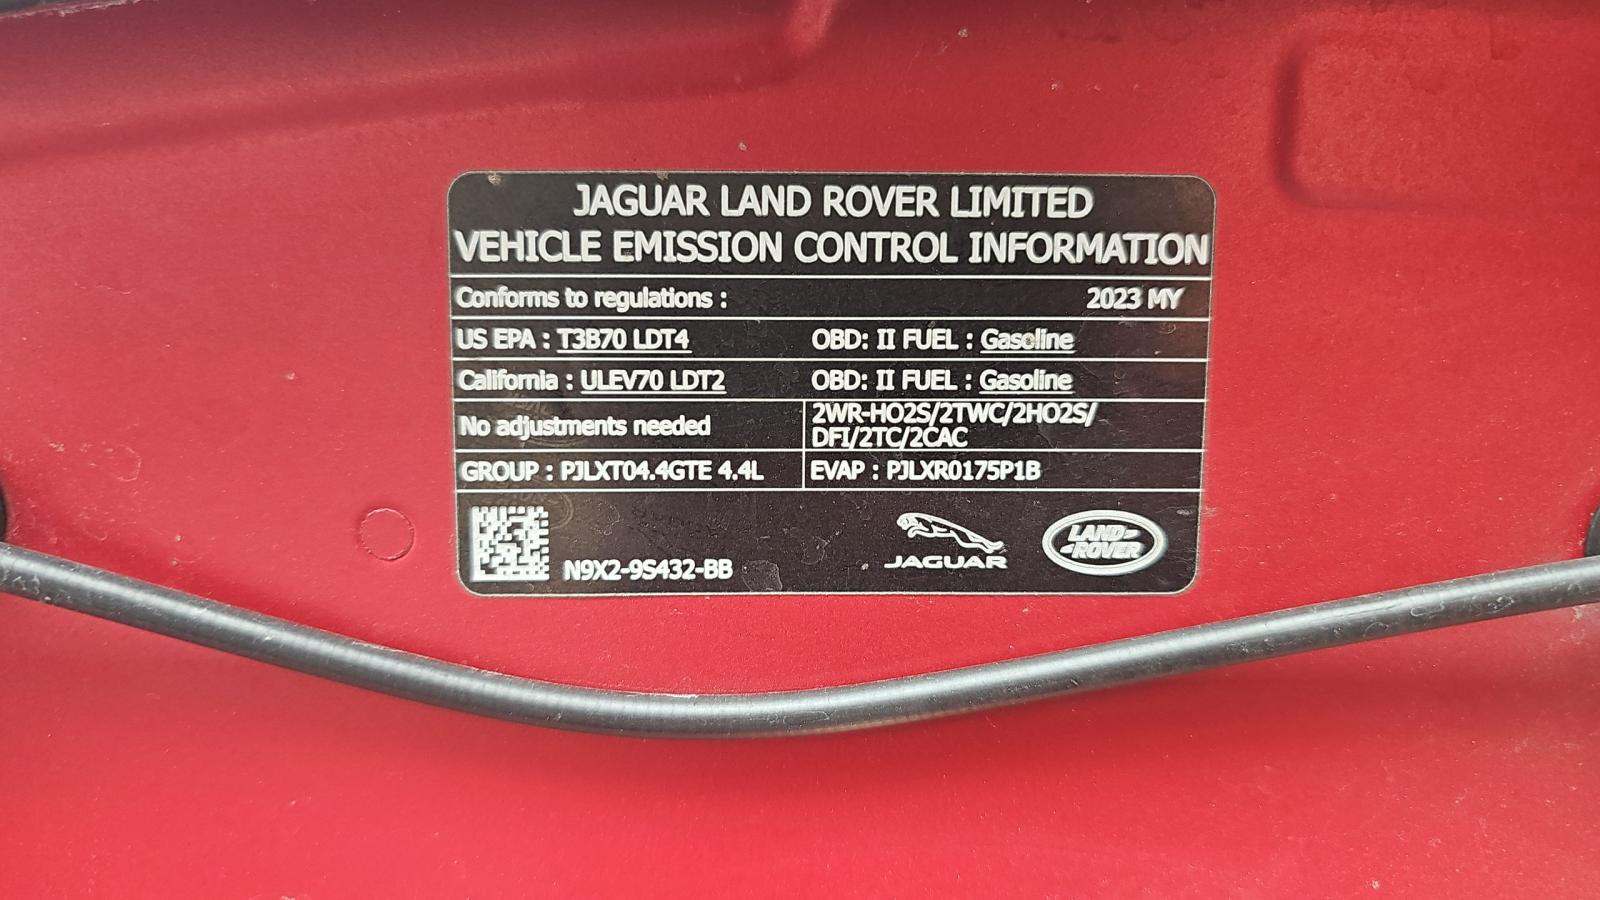 JAGUAR LAND ROVER LIMITED
VEHICLE EMISSION CONTROL INFORMATION
Conforms to regulations : 2023 MY
US EPA : T3B70 LDT4 OBD: II FUEL : Gasoline
California : ULEV70 LDT2 OBD: II FUEL : Gasoline
No adjustments needed
2WR-HO2S/2TWC/2HO2S/
DFI/2TC/2CAC
GROUP : PJLXT04.4GTE 4.4L EVAP : PJLXR0175P1B
N9X2-9S432-BB
JAGUAR
LAND
ROVER